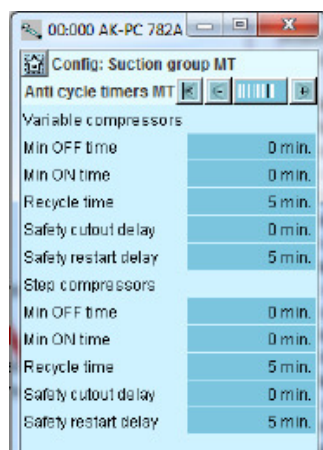 00:000 AK-PC 782A
Config: Suction group MT
Anti cycle timers MT
Variable compressors
Min OFF time 0 min.
Min ON time 0 min.
Recycle time 5 min.
Safety cutout delay 0 min.
Safety restart delay 5 min.
Step compressors
Min OFF time 0 min.
Min ON time 0 min.
Recycle time 5 min.
Safety cutout delay 0 min.
Safety restart delay 5 min.